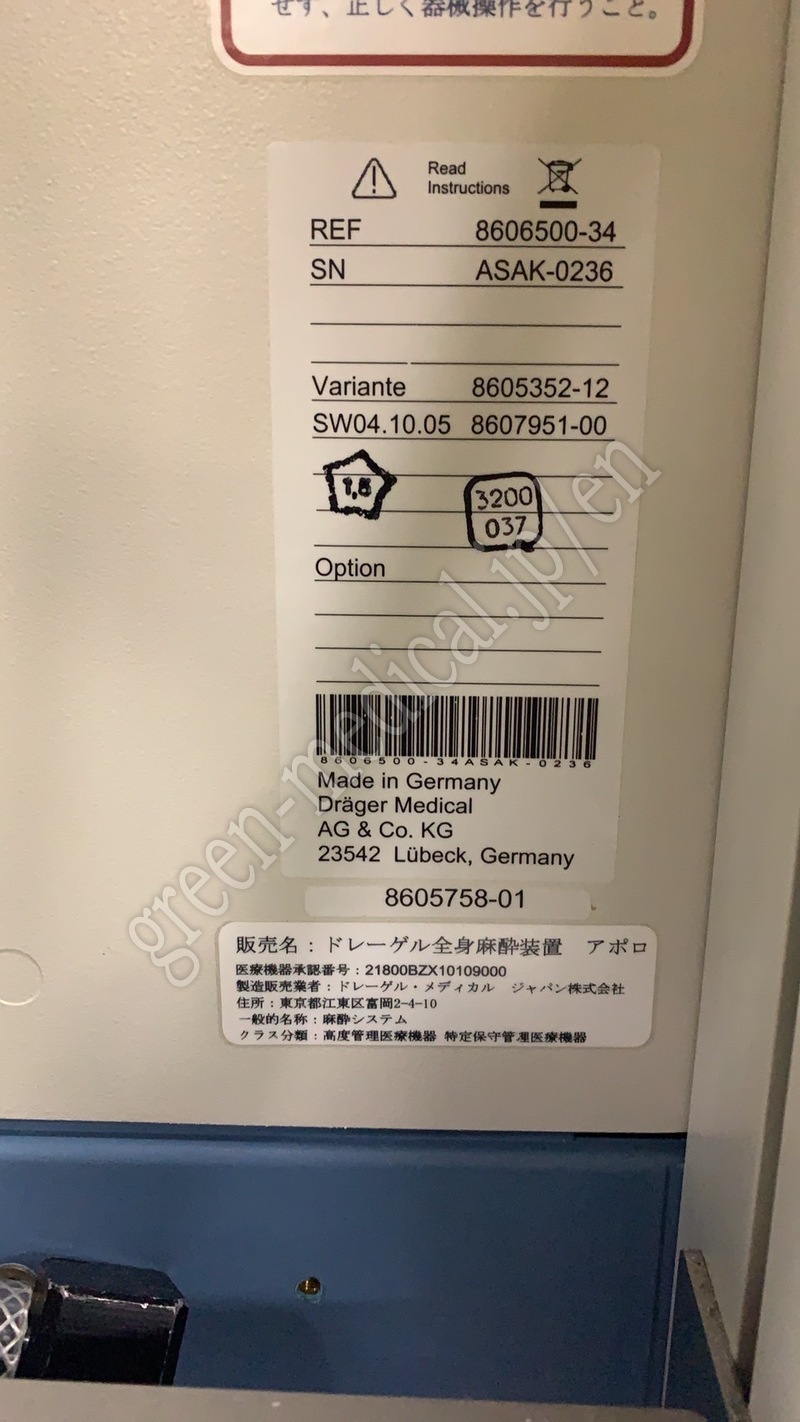 せず、正しく器械操作を行うこと。
Read
Instructions
REF 8606500-34
SN ASAK-0236
Variante 8605352-12
SW04.10.05 8607951-00
1,8
3200
037
Option
8606500-34ASAK-0236
Made in Germany
Dräger Medical
AG & Co. KG
23542 Lübeck, Germany
8605758-01
販売名：ドレーゲル全身麻酔装置 アポロ
医療機器承認番号：21800BZX10109000
製造販売業者：ドレーゲル・メディカル ジャパン株式会社
住所：東京都江東区富岡2-4-10
一般的名称：麻酔システム
クラス分類：高度管理医療機器 特定保守管理医療機器
green-medical.jp/en